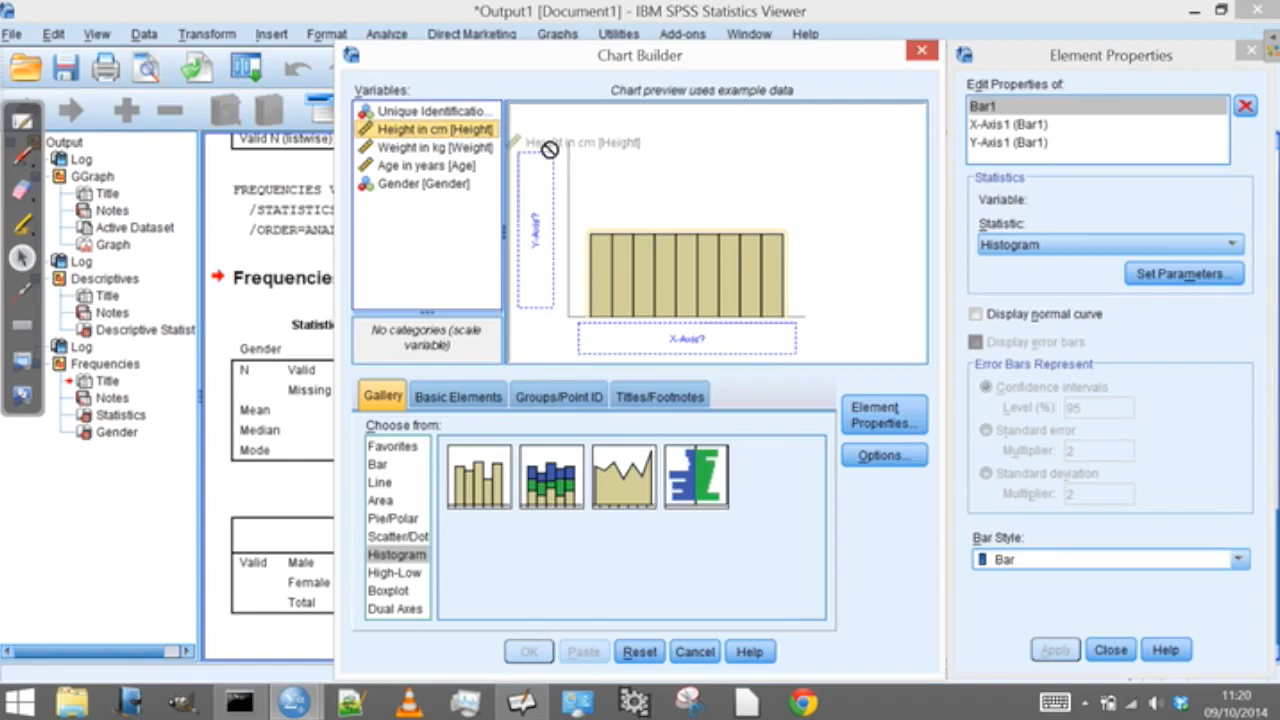 *Output1 [Document1] - IBM SPSS Statistics Viewer
File Edit View Data Transform Insert Format Analyze Direct Marketing Graphs Utilities Add-ons Window Help
Output
Log
GGraph
Title
Notes
Active Dataset
Graph
Log
Descriptives
Title
Notes
Descriptive Statist
Log
Frequencies
Title
Notes
Statistics
Gender
Valid N (listwise)
FREQUENCIES V
/STATISTICS
/ORDER=ANA
Frequencie
Statisti
Gender
N Valid
Missing
Mean
Median
Mode
Valid Male
Female
Total
Chart Builder
Variables:
Unique Identificatio...
Height in cm [Height]
Weight in kg [Weight]
Age in years [Age]
Gender [Gender]
No categories (scale
variable)
Chart preview uses example data
Height in cm [Height]
Y-Axis?
X-Axis?
Gallery Basic Elements Groups/Point ID Titles/Footnotes
Choose from:
Favorites
Bar
Line
Area
Pie/Polar
Scatter/Dot
Histogram
High-Low
Boxplot
Dual Axes
Element
Properties...
Options...
OK Paste Reset Cancel Help
Element Properties
Edit Properties of:
Bar1
X-Axis1 (Bar1)
Y-Axis1 (Bar1)
Statistics
Variable:
Statistic:
Histogram
Set Parameters...
Display normal curve
Display error bars
Error Bars Represent
Confidence intervals
Level (%): 95
Standard error
Multiplier: 2
Standard deviation
Multiplier: 2
Bar Style:
Bar
Apply Close Help
11:20
09/10/2014